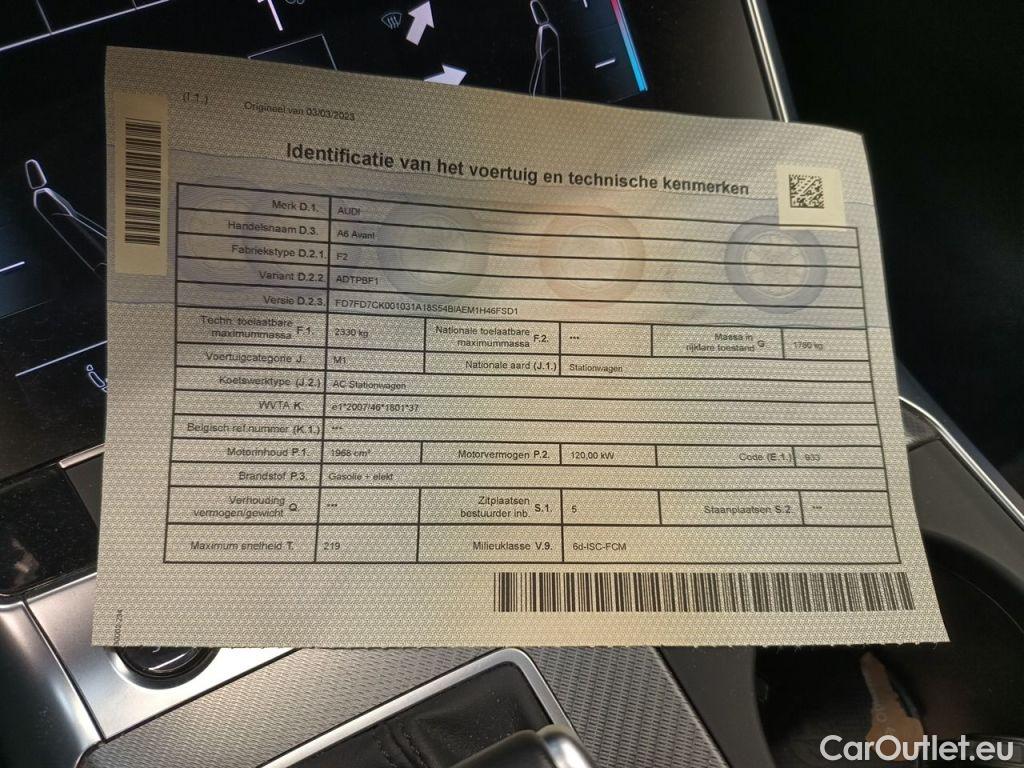 (I.1.)
Origineel van 03/03/2023
Identificatie van het voertuig en technische kenmerken
Merk D.1. AUDI
Handelsnaam D.3. A6 Avant
Fabriekstype D.2.1. F2
Variant D.2.2. ADTPBF1
Versie D.2.3. FD7FD7CK001031A18S54BIAEM1H46FSD1
Techn. toelaatbare maximummassa F.1. 2330 kg Nationale toelaatbare maximummassa F.2. --- Massa in rijklare toestand G 1780 kg
Voertuigcategorie J. M1 Nationale aard (J.1.) Stationwagen
Koetswerktype (J.2.) AC Stationwagen
WVTA K. e1*2007/46*1801*37
Belgisch ref.nummer (K.1.) ---
Motorinhoud P.1. 1968 cm³ Motorvermogen P.2. 120,00 kW Code (E.1.) 933
Brandstof P.3. Gasolie + elekt
Verhouding vermogen/gewicht Q. --- Zitplaatsen bestuurder inb. S.1. 5 Staanplaatsen S.2. ---
Maximum snelheid T. 219 Milieuklasse V.9. 6d-ISC-FCM
CarOutlet.eu